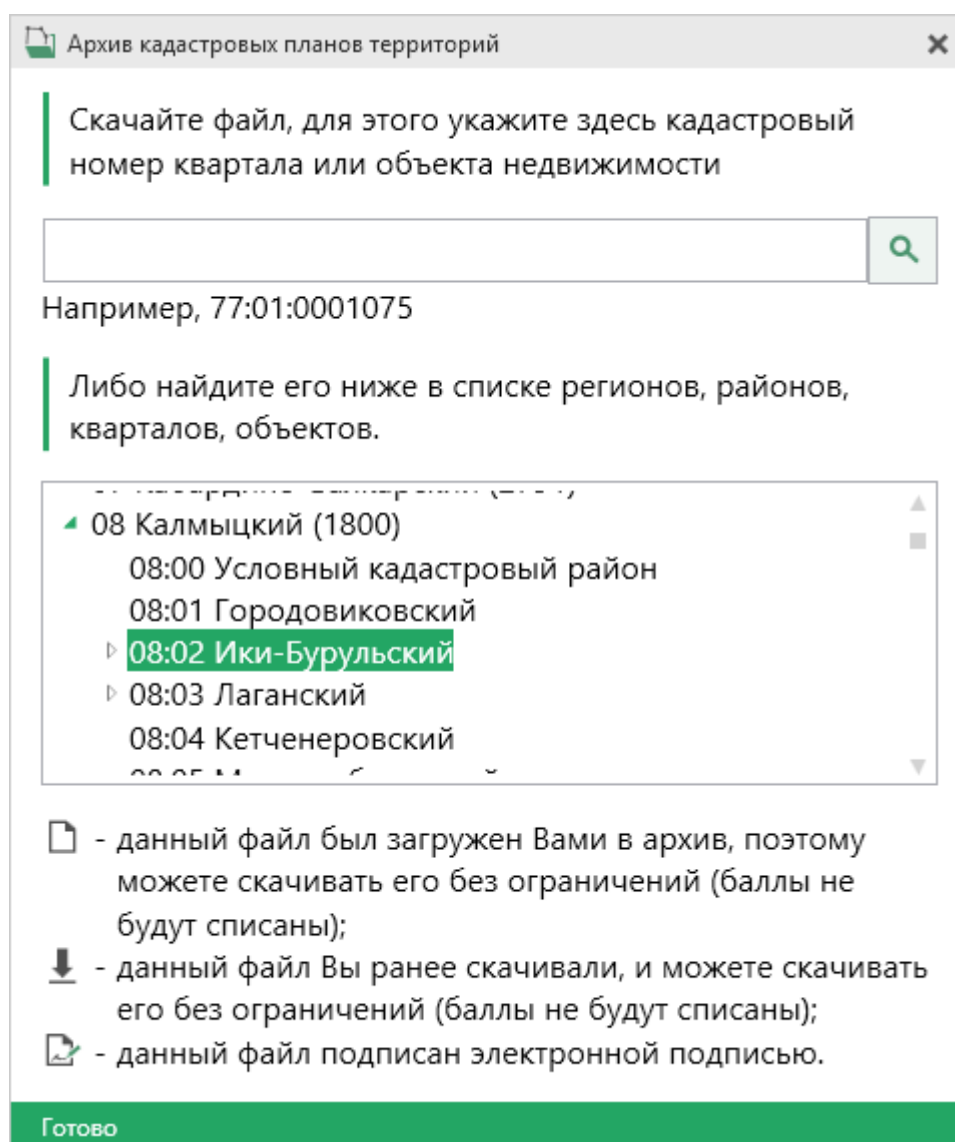 Архив кадастровых планов территорий
Скачайте файл, для этого укажите здесь кадастровый
номер квартала или объекта недвижимости
Например, 77:01:0001075
Либо найдите его ниже в списке регионов, районов,
кварталов, объектов.
08 Калмыцкий (1800)
08:00 Условный кадастровый район
08:01 Городовиковский
08:02 Ики-Бурульский
08:03 Лаганский
08:04 Кетченеровский
- данный файл был загружен Вами в архив, поэтому
можете скачивать его без ограничений (баллы не
будут списаны);
- данный файл Вы ранее скачивали, и можете скачивать
его без ограничений (баллы не будут списаны);
- данный файл подписан электронной подписью.
Готово